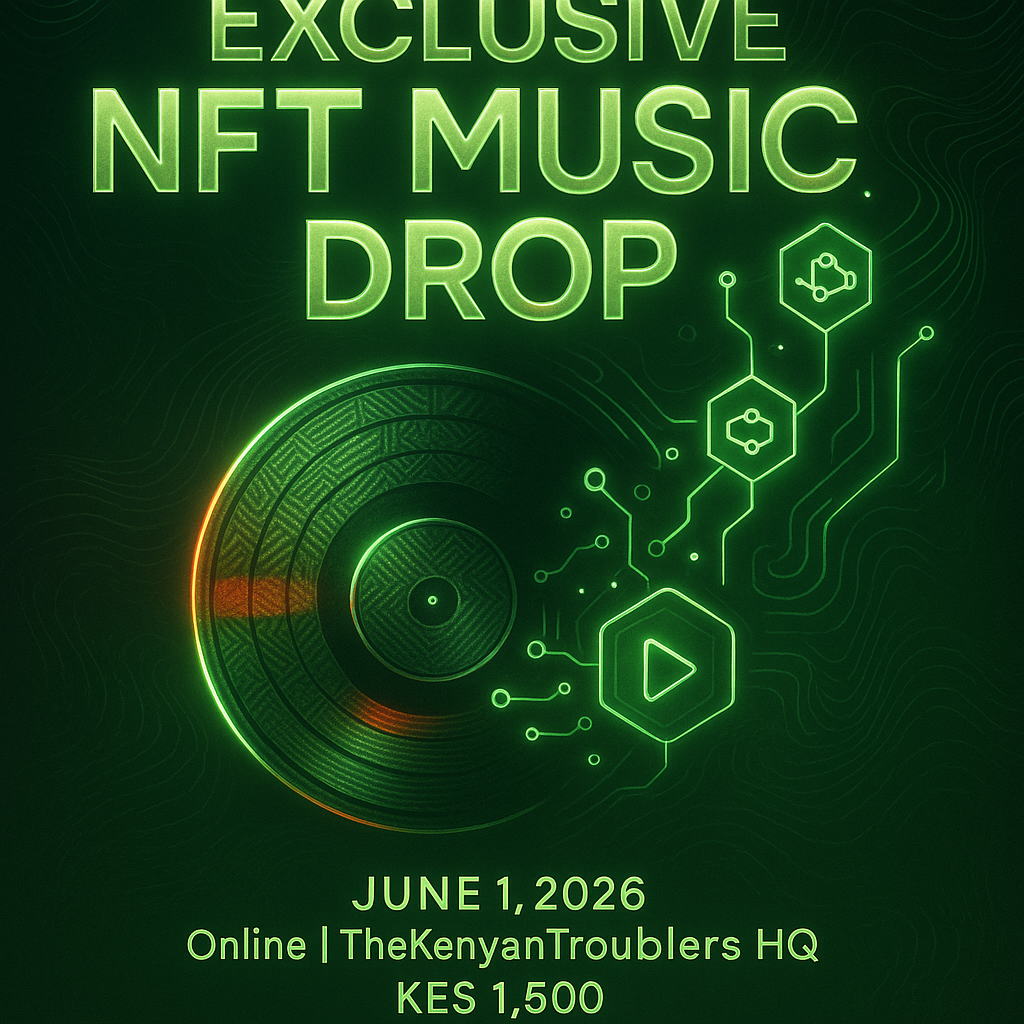 EXCLUSIVE
NFT MUSIC
DROP
JUNE 1, 2026
Online | TheKenyanTroublers HQ
KES 1,500